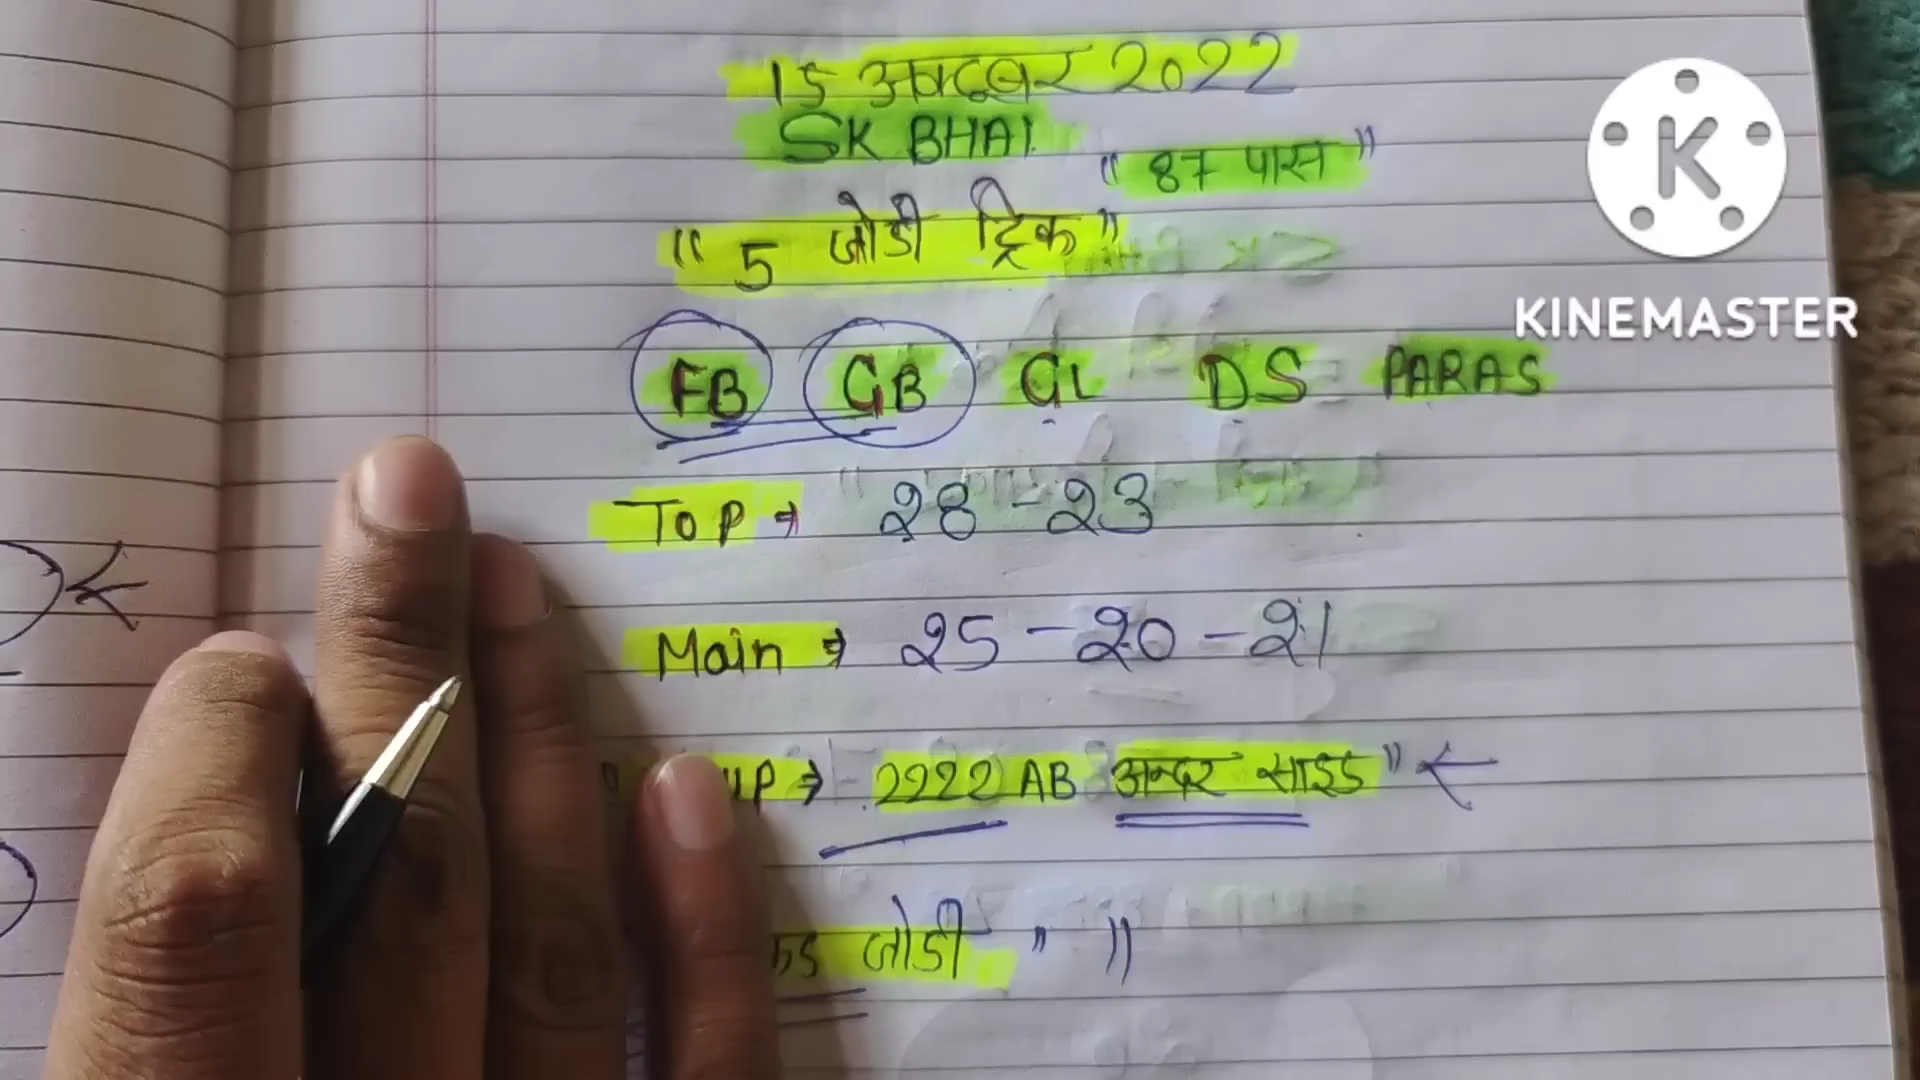 15 अक्टूबर 2022
SK BHAI
"87 पास"
"5 जोडी ट्रिक"
FB GB GL DS PARAS
TOP → 28-23
Main → 25-20-21
UP → 2222 AB अन्दर साइड" ←
जोडी " "
K
KINEMASTER